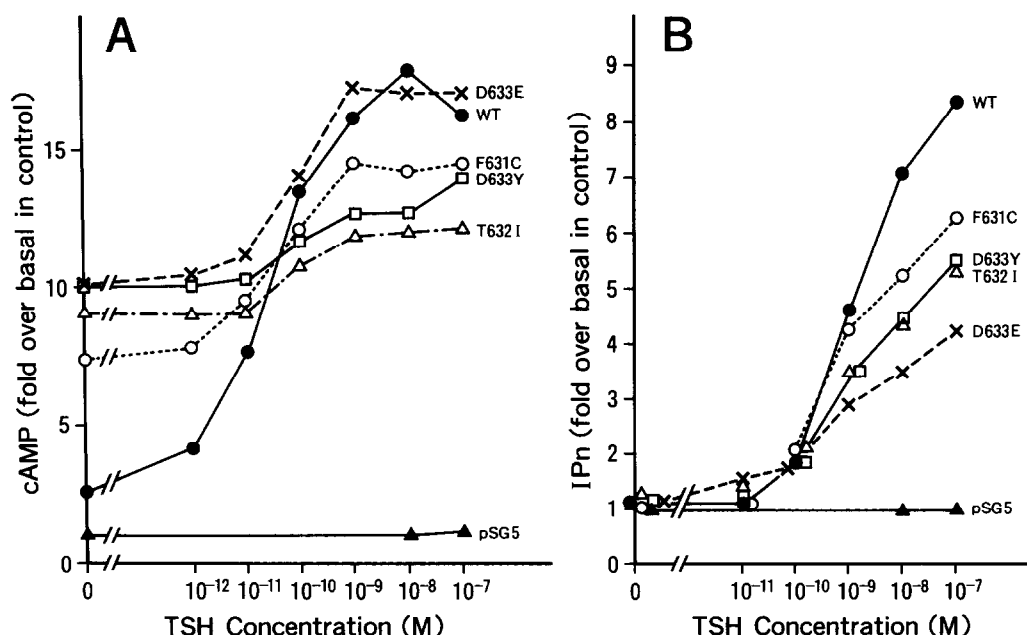 A
cAMP (fold over basal in control)
15
10
5
0
D633E
WT
F631C
D633Y
T632I
pSG5
0 10⁻¹² 10⁻¹¹ 10⁻¹⁰ 10⁻⁹ 10⁻⁸ 10⁻⁷
TSH Concentration (M)
B
IPn (fold over basal in control)
9
8
7
6
5
4
3
2
1
0
WT
F631C
D633Y
T632I
D633E
pSG5
0 10⁻¹¹ 10⁻¹⁰ 10⁻⁹ 10⁻⁸ 10⁻⁷
TSH Concentration (M)